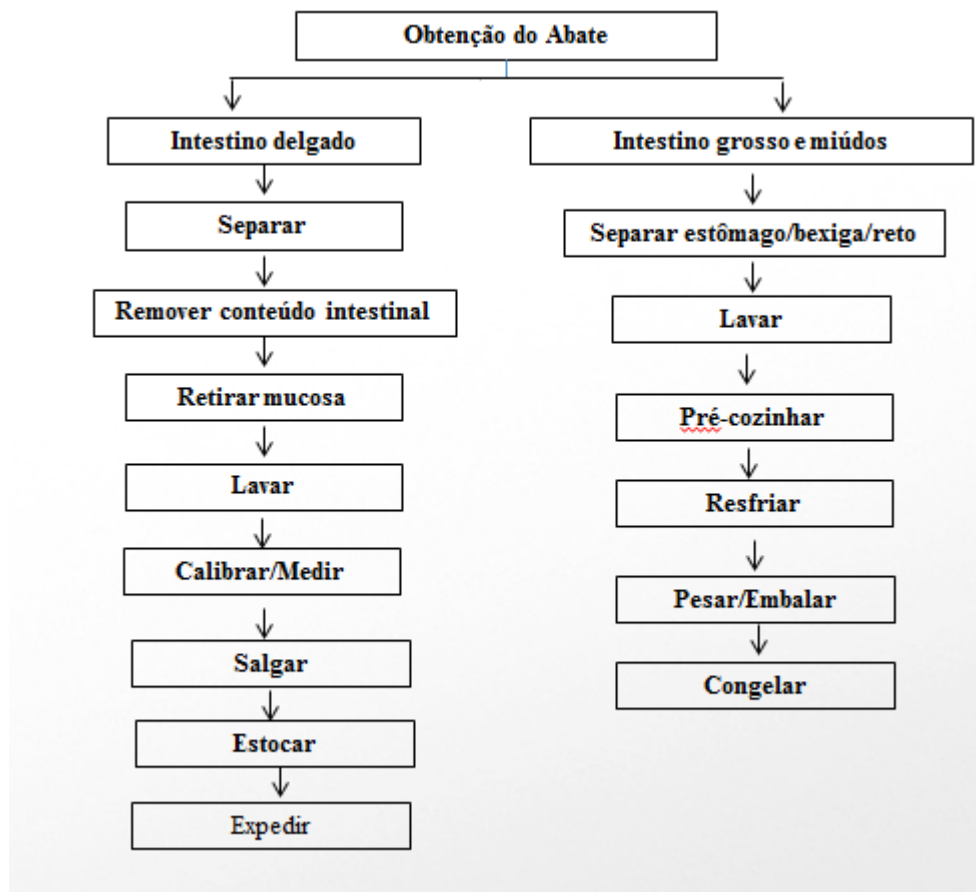 Obtenção do Abate
Intestino delgado
Separar
Remover conteúdo intestinal
Retirar mucosa
Lavar
Calibrar/Medir
Salgar
Estocar
Expedir
Intestino grosso e miúdos
Separar estômago/bexiga/reto
Lavar
Pré-cozinhar
Resfriar
Pesar/Embalar
Congelar